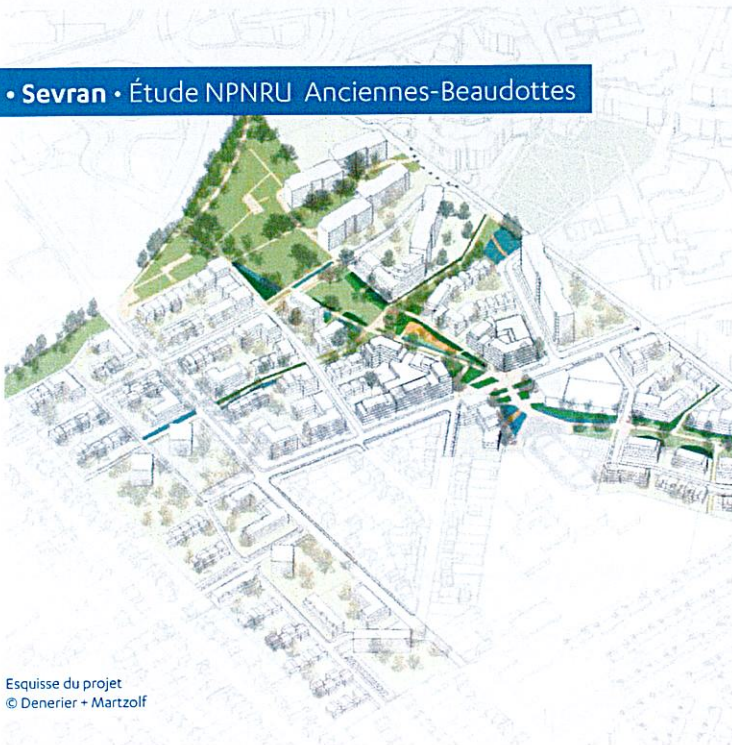 • Sevran • Étude NPNRU Anciennes-Beaudottes
Esquisse du projet
© Denerier + Martzolf